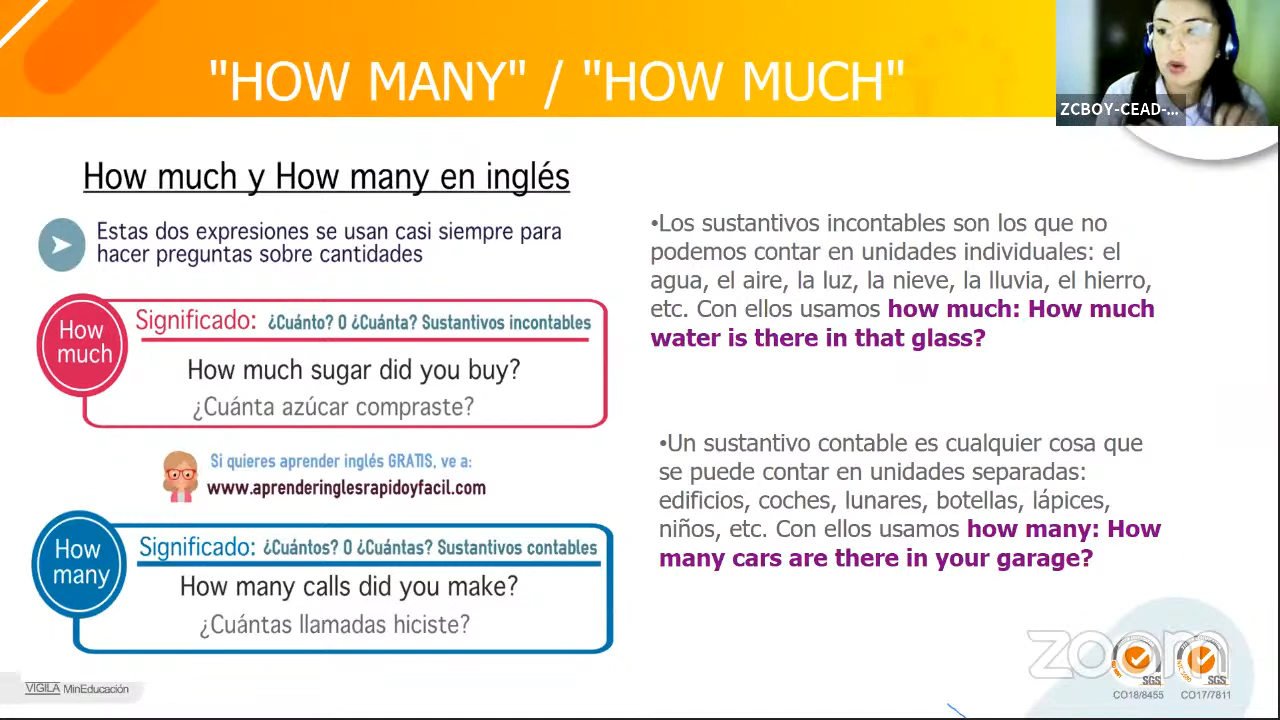 "HOW MANY" / "HOW MUCH"
ZCBOY-CEAD-...
How much y How many en inglés
Estas dos expresiones se usan casi siempre para
hacer preguntas sobre cantidades
How
much
Significado: ¿Cuánto? O ¿Cuánta? Sustantivos incontables
How much sugar did you buy?
¿Cuánta azúcar compraste?
Si quieres aprender inglés GRATIS, ve a:
www.aprenderinglesrapidoyfacil.com
How
many
Significado: ¿Cuántos? O ¿Cuántas? Sustantivos contables
How many calls did you make?
¿Cuántas llamadas hiciste?
•Los sustantivos incontables son los que no
podemos contar en unidades individuales: el
agua, el aire, la luz, la nieve, la lluvia, el hierro,
etc. Con ellos usamos how much: How much
water is there in that glass?
•Un sustantivo contable es cualquier cosa que
se puede contar en unidades separadas:
edificios, coches, lunares, botellas, lápices,
niños, etc. Con ellos usamos how many: How
many cars are there in your garage?
VIGILA MinEducación
zoom
SGS
SGS
CO18/8455
CO17/7811